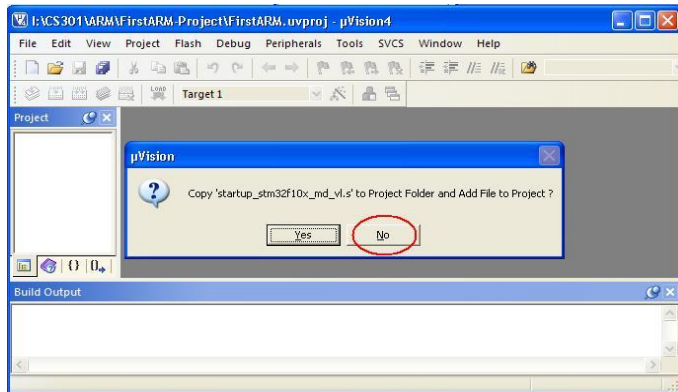 I:\CS301\ARM\FirstARM-Project\FirstARM.uvproj - µVision4
File Edit View Project Flash Debug Peripherals Tools SVCS Window Help
LOAD Target 1
Project
µVision
Copy 'startup_stm32f10x_md_vl.s' to Project Folder and Add File to Project ?
Yes No
Build Output